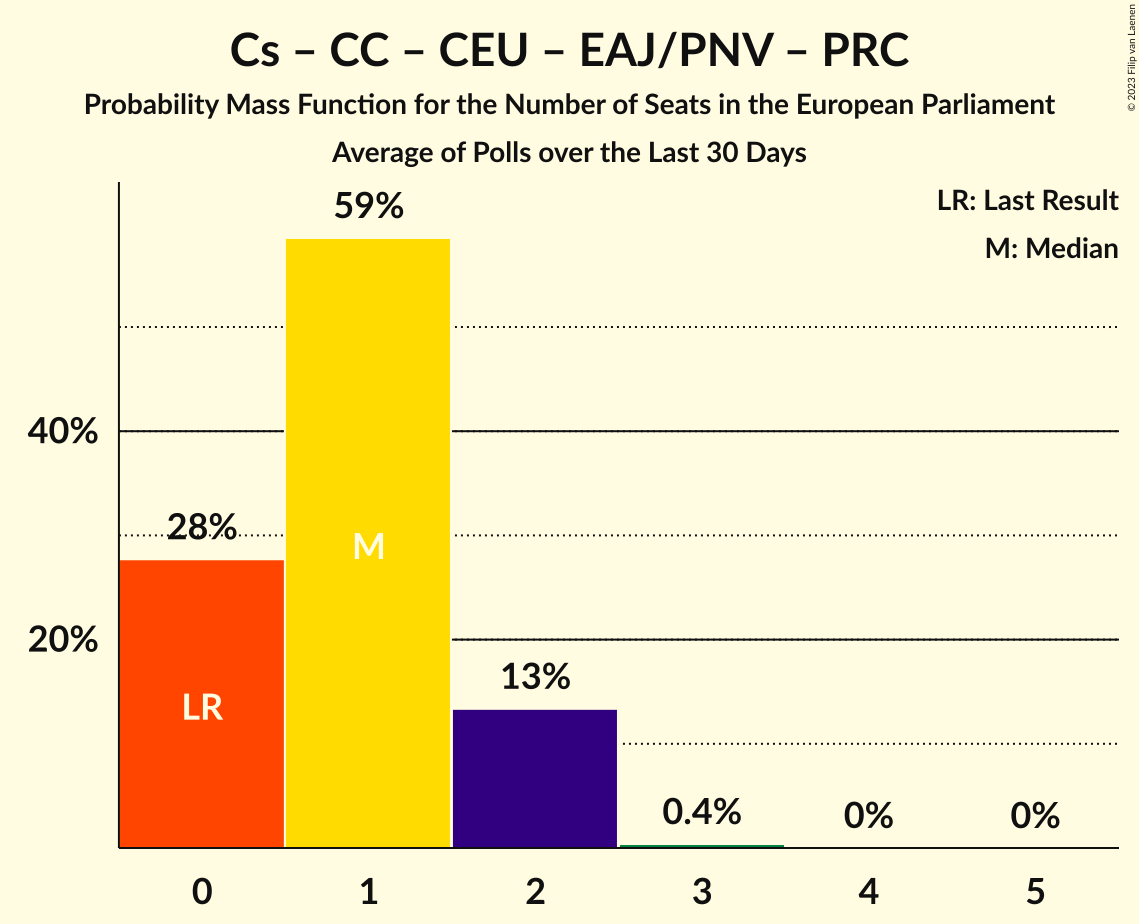 Cs – CC – CEU – EAJ/PNV – PRC
Probability Mass Function for the Number of Seats in the European Parliament
Average of Polls over the Last 30 Days
© 2023 Filip van Laenen
LR: Last Result
M: Median
59%
40%
28%
M
20%
13%
LR
0.4%
0%
0%
0
1
2
3
4
5